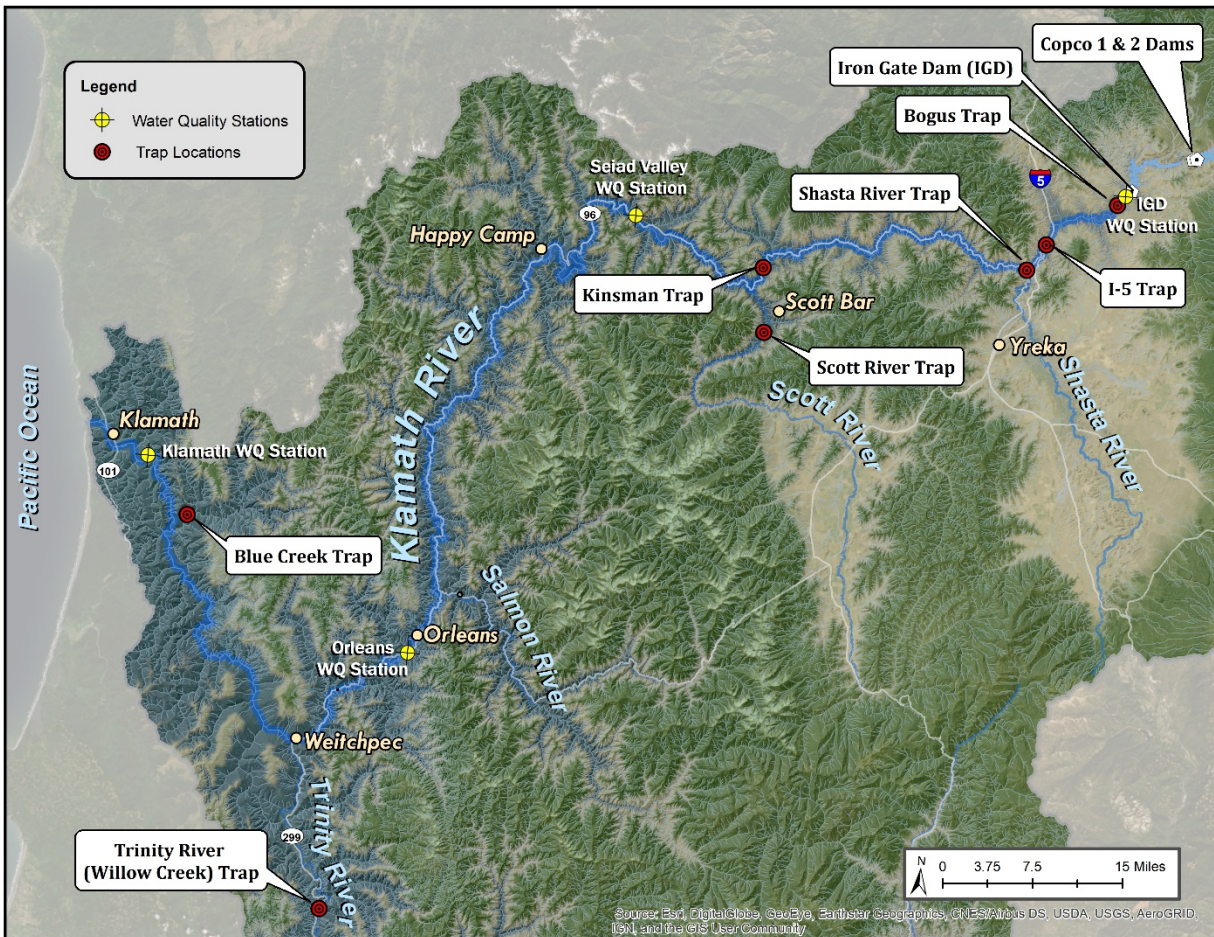 Copco 1 & 2 Dams
Iron Gate Dam (IGD)
Bogus Trap
Legend
Water Quality Stations
Trap Locations
Seiad Valley
WQ Station
5
Shasta River Trap
IGD
WQ Station
96
Happy Camp
Kinsman Trap
I-5 Trap
Scott Bar
Yreka
Scott River Trap
Klamath River
Scott River
Shasta River
Pacific Ocean
Klamath
Klamath WQ Station
101
Blue Creek Trap
Salmon River
Orleans
Orleans
WQ Station
Weitchpec
Trinity River
299
Trinity River
(Willow Creek) Trap
N
0 3.75 7.5 15 Miles
Source: Esri, DigitalGlobe, GeoEye, Earthstar Geographics, CNES/Airbus DS, USDA, USGS, AeroGRID,
IGN, and the GIS User Community